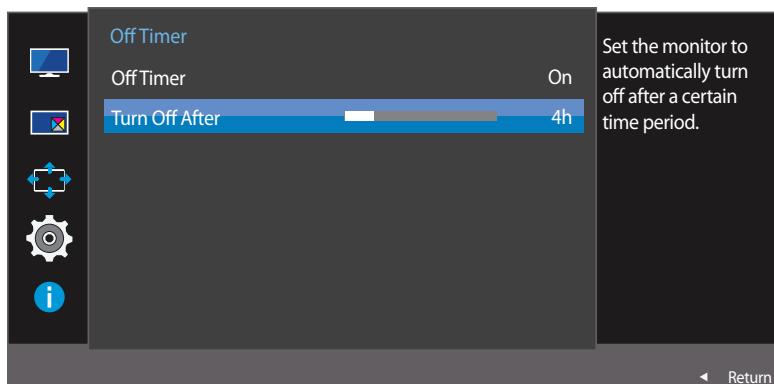 Off Timer
Off Timer On
Turn Off After 4h
Set the monitor to
automatically turn
off after a certain
time period.
i
◄ Return